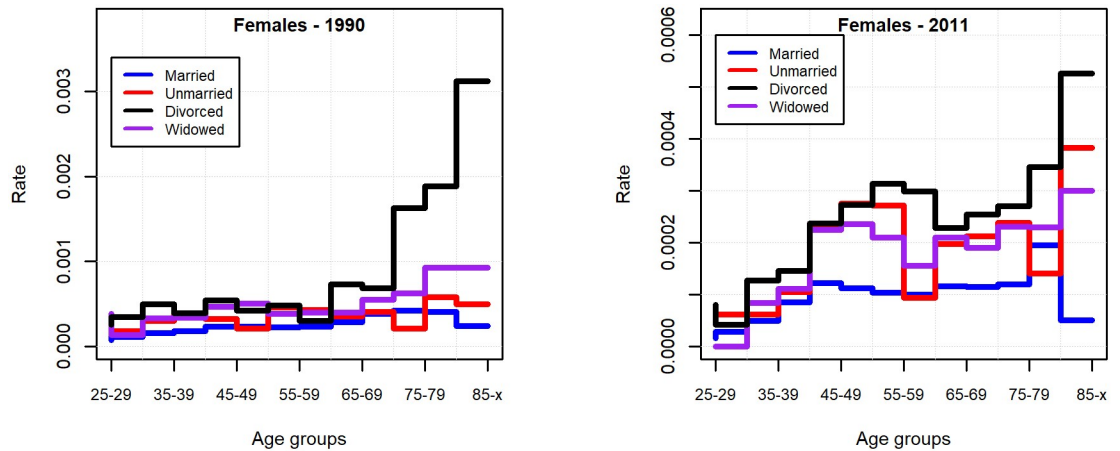 Females - 1990
Rate
0.003
0.002
0.001
0.000
Married
Unmarried
Divorced
Widowed
25-29 35-39 45-49 55-59 65-69 75-79 85-x
Age groups
Females - 2011
Rate
0.0006
0.0004
0.0002
0.0000
Married
Unmarried
Divorced
Widowed
25-29 35-39 45-49 55-59 65-69 75-79 85-x
Age groups